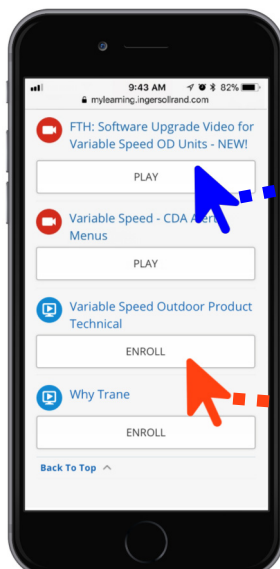 9:43 AM 82%
mylearning.ingersollrand.com
FTH: Software Upgrade Video for
Variable Speed OD Units - NEW!
PLAY
Variable Speed - CDA Alert
Menus
PLAY
Variable Speed Outdoor Product
Technical
ENROLL
Why Trane
ENROLL
Back To Top